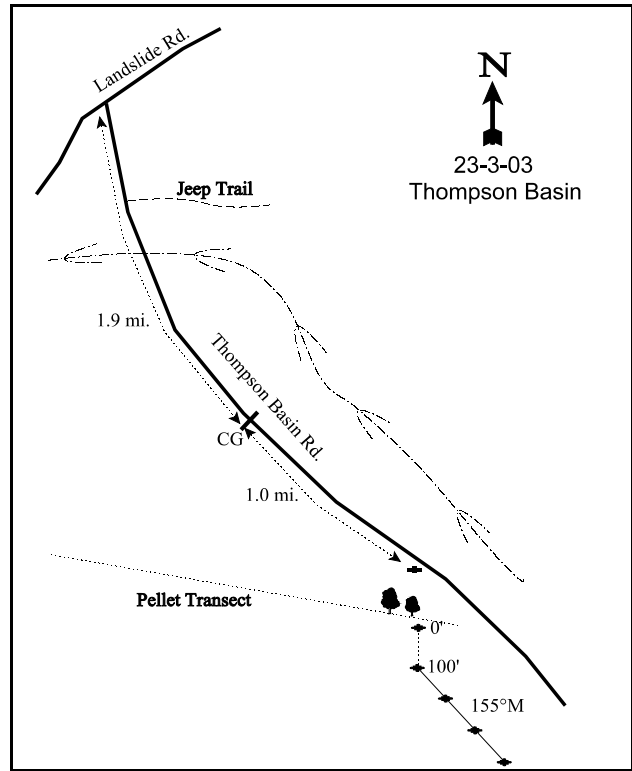 Landslide Rd.
N
23-3-03
Thompson Basin
Jeep Trail
1.9 mi.
Thompson Basin Rd.
CG
1.0 mi.
Pellet Transect
0'
100'
155°M